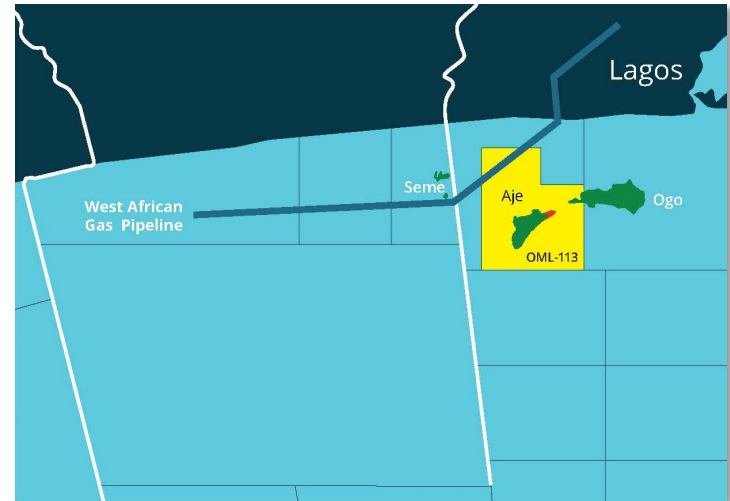 Lagos
Seme
Aje
West African
Gas Pipeline
Ogo
OML-113